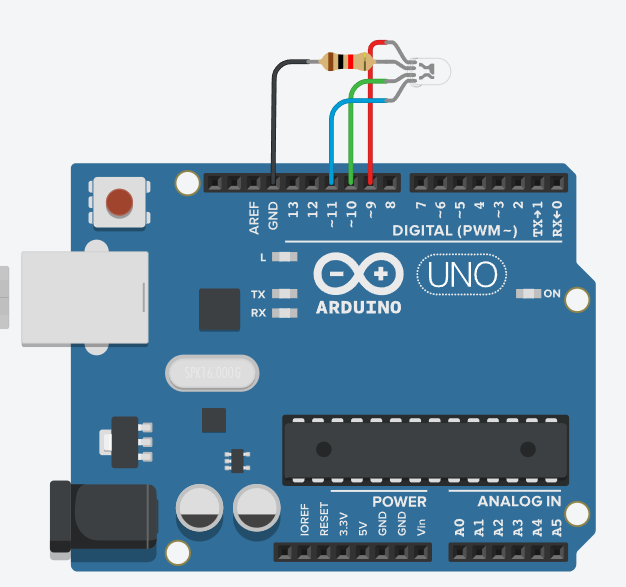 AREF
GND
13
12
~11
~10
~9
8
7
~6
~5
4
~3
2
TX→1
RX←0
DIGITAL (PWM~)
L
TX
RX
ARDUINO
UNO
ON
IOREF
RESET
3.3V
5V
GND
GND
Vin
POWER
ANALOG IN
A0
A1
A2
A3
A4
A5